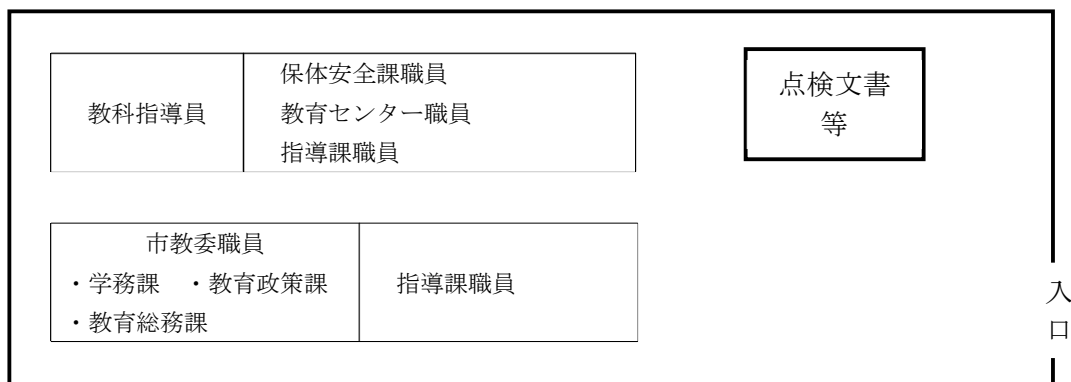 教科指導員
保体安全課職員
教育センター職員
指導課職員
点検文書
等
市教委職員
・学務課 ・教育政策課
・教育総務課
指導課職員
入
口